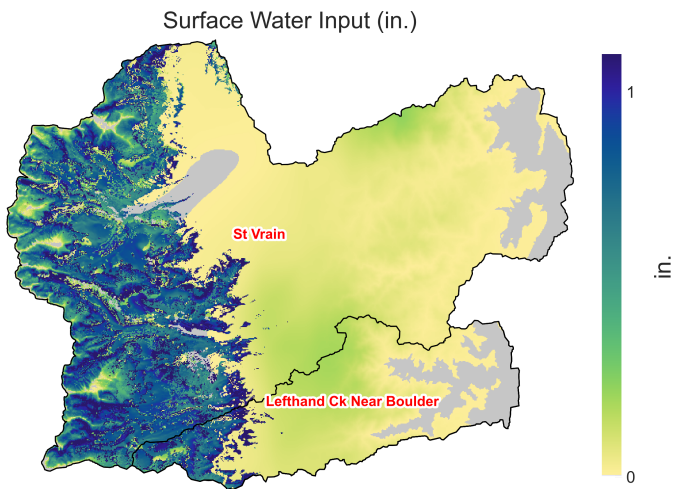 Surface Water Input (in.)
1
St Vrain
in.
Lefthand Ck Near Boulder
0